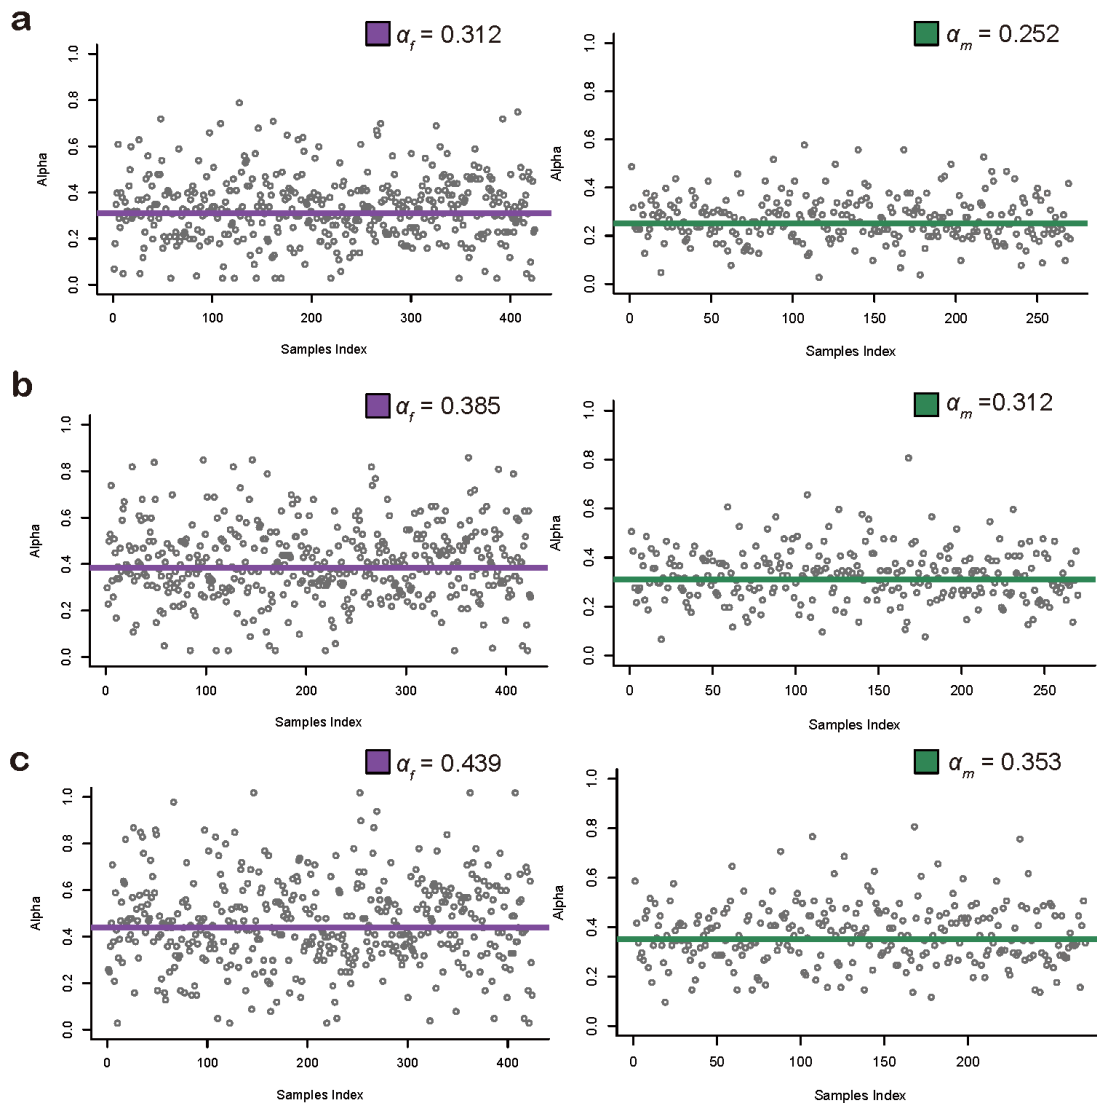 a
α_f = 0.312
α_m = 0.252
Alpha
0.0 0.2 0.4 0.6 0.8 1.0
0 100 200 300 400
Samples Index
Alpha
0.0 0.2 0.4 0.6 0.8 1.0
0 50 100 150 200 250
Samples Index
b
α_f = 0.385
α_m =0.312
Alpha
0.0 0.2 0.4 0.6 0.8 1.0
0 100 200 300 400
Samples Index
Alpha
0.0 0.2 0.4 0.6 0.8 1.0
0 50 100 150 200 250
Samples Index
c
α_f = 0.439
α_m = 0.353
Alpha
0.0 0.2 0.4 0.6 0.8 1.0
0 100 200 300 400
Samples Index
Alpha
0.0 0.2 0.4 0.6 0.8 1.0
0 50 100 150 200
Samples Index